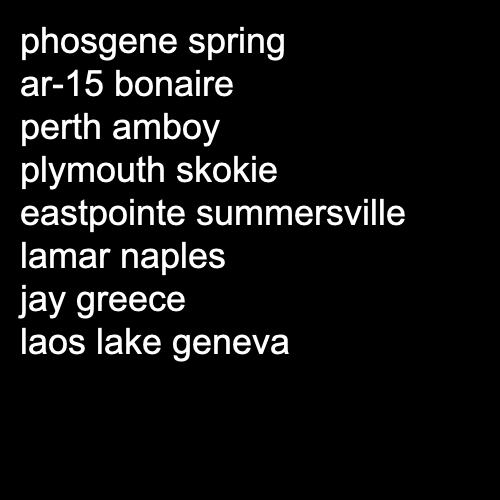 phosgene spring
ar-15 bonaire
perth amboy
plymouth skokie
eastpointe summersville
lamar naples
jay greece
laos lake geneva